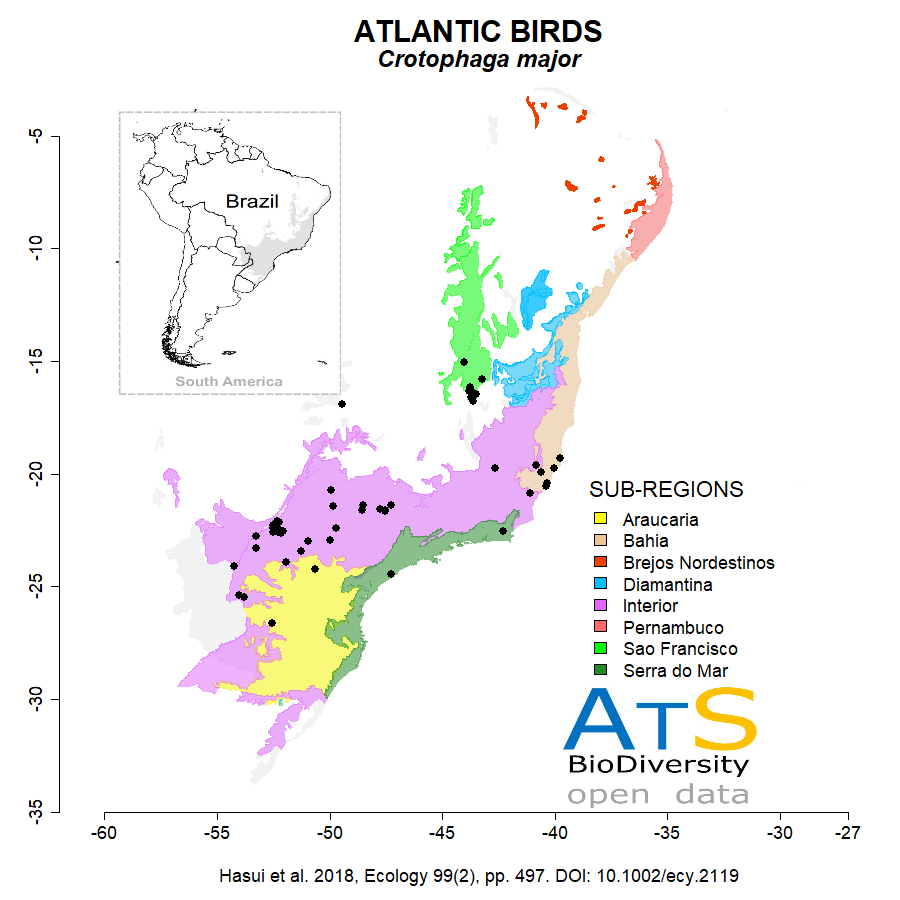 ATLANTIC BIRDS
Crotophaga major
Brazil
South America
-5
-10
-15
-20
-25
-30
-35
-60
-55
-50
-45
-40
-35
-30
-27
SUB-REGIONS
Araucaria
Bahia
Brejos Nordestinos
Diamantina
Interior
Pernambuco
Sao Francisco
Serra do Mar
ATS
BioDiversity
open data
Hasui et al. 2018, Ecology 99(2), pp. 497. DOI: 10.1002/ecy.2119